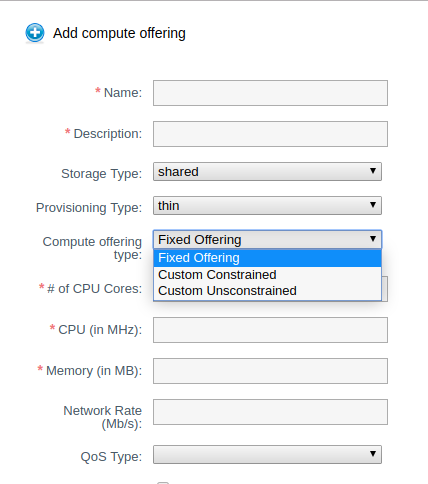 Add compute offering
* Name:
* Description:
Storage Type: shared
Provisioning Type: thin
Compute offering type: Fixed Offering
Fixed Offering
Custom Constrained
Custom Unsconstrained
* # of CPU Cores:
* CPU (in MHz):
* Memory (in MB):
Network Rate
(Mb/s):
QoS Type: